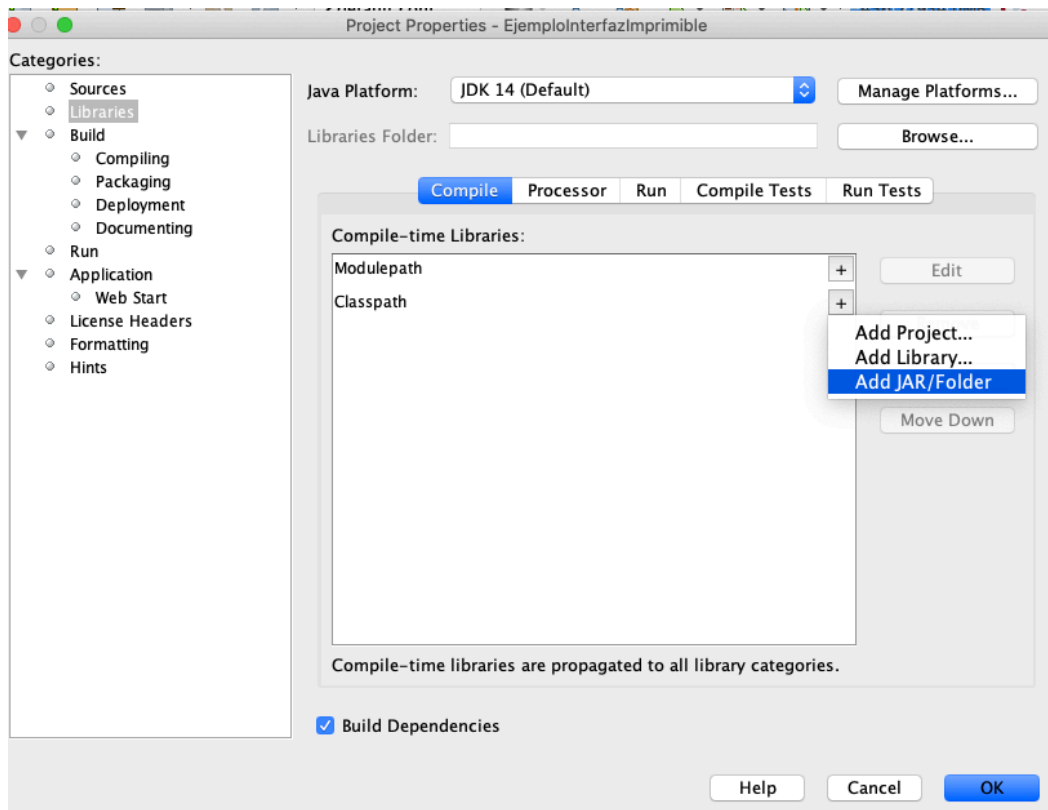 Project Properties - EjemploInterfazImprimible
Categories:
Sources
Libraries
Build
Compiling
Packaging
Deployment
Documenting
Run
Application
Web Start
License Headers
Formatting
Hints
Java Platform: JDK 14 (Default) Manage Platforms...
Libraries Folder: Browse...
Compile Processor Run Compile Tests Run Tests
Compile-time Libraries:
Modulepath +
Classpath +
Edit
Add Project...
Add Library...
Add JAR/Folder
Move Down
Compile-time libraries are propagated to all library categories.
Build Dependencies
Help Cancel OK